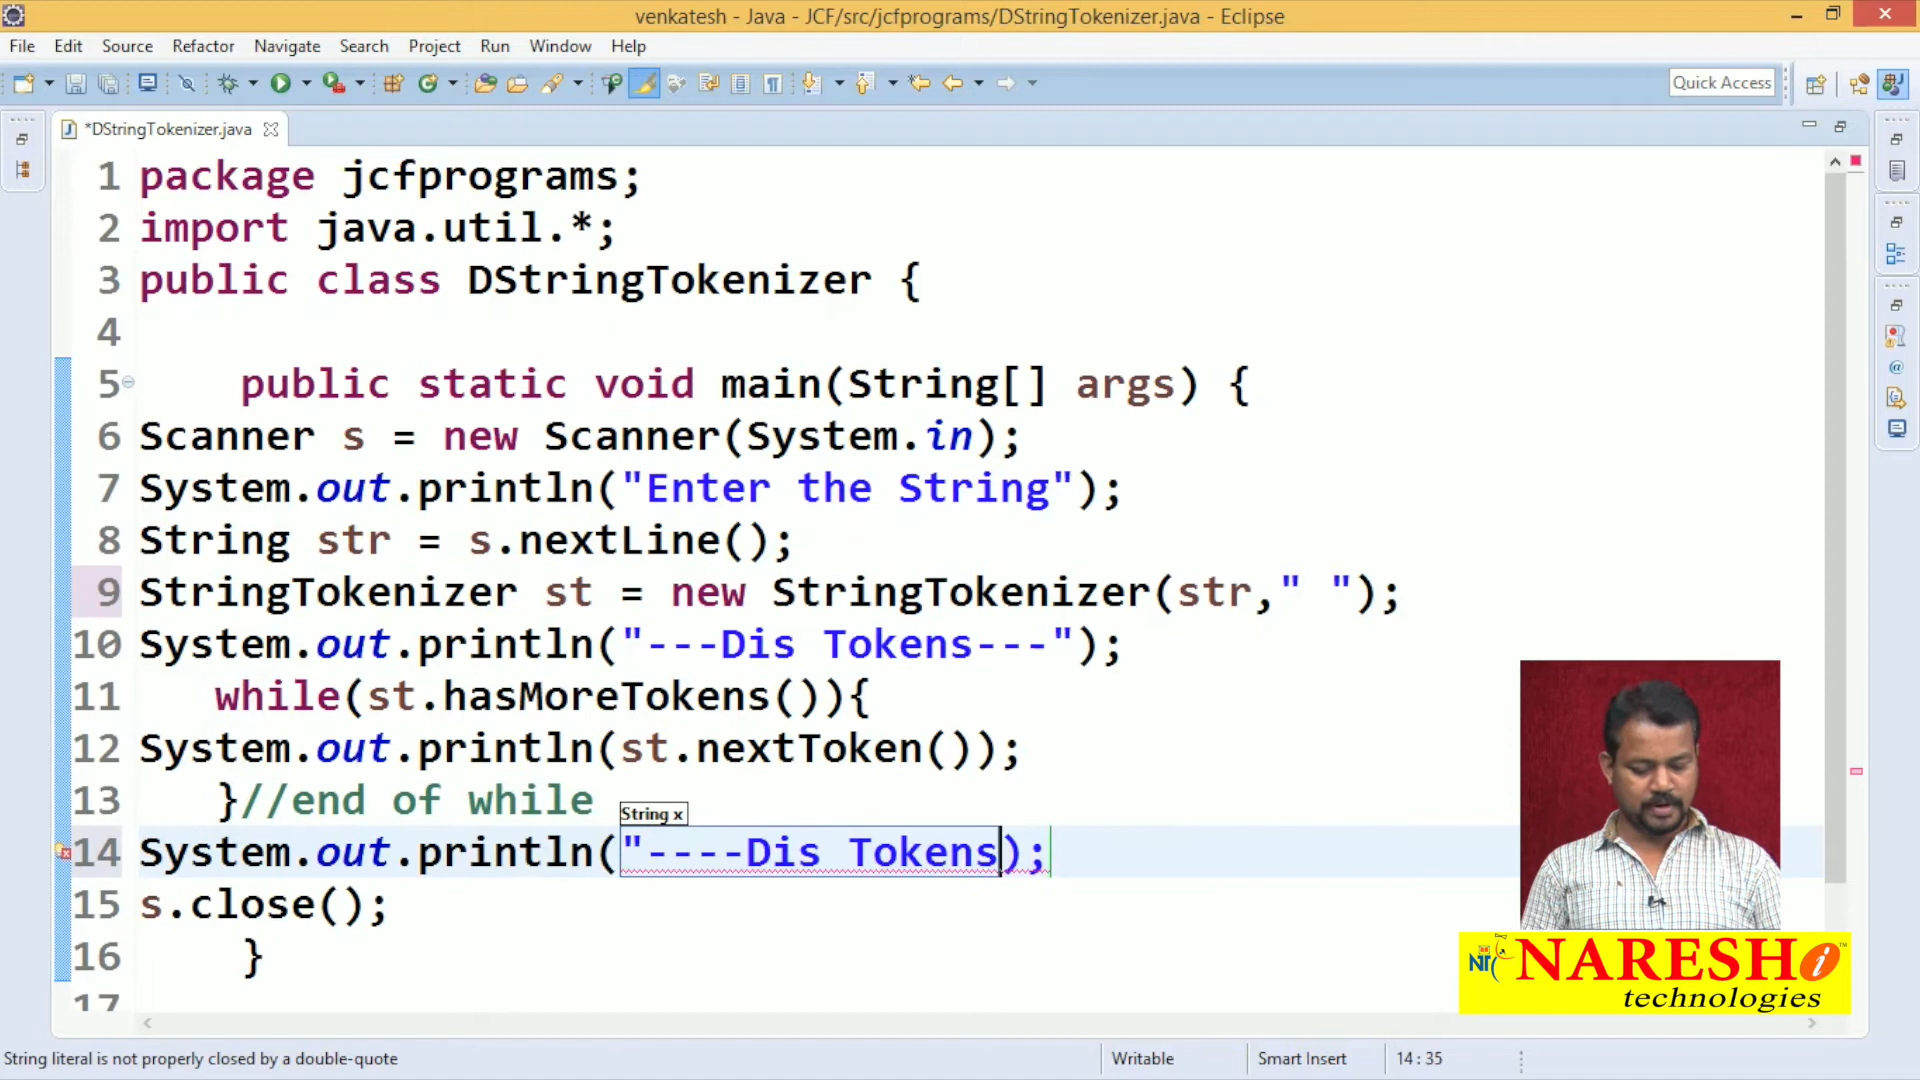 venkatesh - Java - JCF/src/jcfprograms/DStringTokenizer.java - Eclipse
File Edit Source Refactor Navigate Search Project Run Window Help
Quick Access
*DStringTokenizer.java
1 package jcfprograms;
2 import java.util.*;
3 public class DStringTokenizer {
4
5 public static void main(String[] args) {
6 Scanner s = new Scanner(System.in);
7 System.out.println("Enter the String");
8 String str = s.nextLine();
9 StringTokenizer st = new StringTokenizer(str," ");
10 System.out.println("---Dis Tokens---");
11 while(st.hasMoreTokens()){
12 System.out.println(st.nextToken());
13 }//end of while
String x
14 System.out.println("----Dis Tokens);
15 s.close();
16 }
17
NARESH i
technologies
String literal is not properly closed by a double-quote
Writable Smart Insert 14 : 35